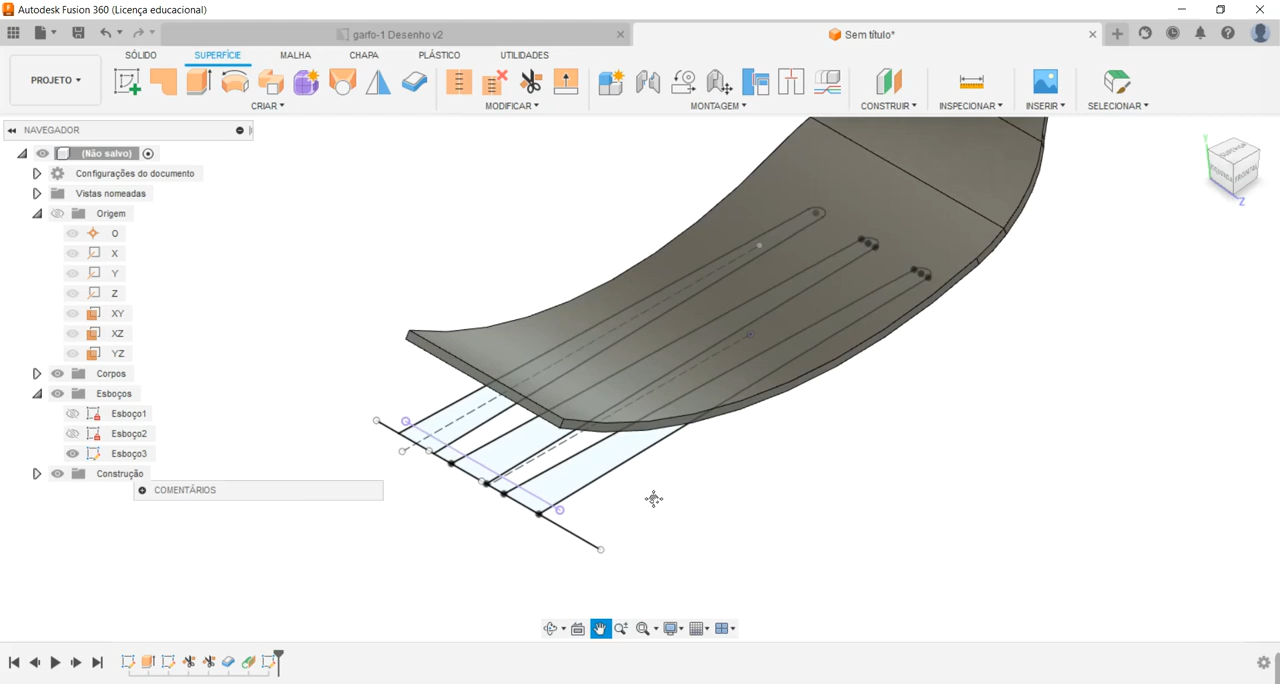 Autodesk Fusion 360 (Licença educacional)
garfo-1 Desenho v2
Sem título*
SÓLIDO
SUPERFÍCIE
MALHA
CHAPA
PLÁSTICO
UTILIDADES
PROJETO
CRIAR
MODIFICAR
MONTAGEM
CONSTRUIR
INSPECIONAR
INSERIR
SELECIONAR
NAVEGADOR
(Não salvo)
Configurações do documento
Vistas nomeadas
Origem
O
X
Y
Z
XY
XZ
YZ
Corpos
Esboços
Esboço1
Esboço2
Esboço3
Construção
COMENTÁRIOS
Y
SUPERIOR
FRONTAL
Z